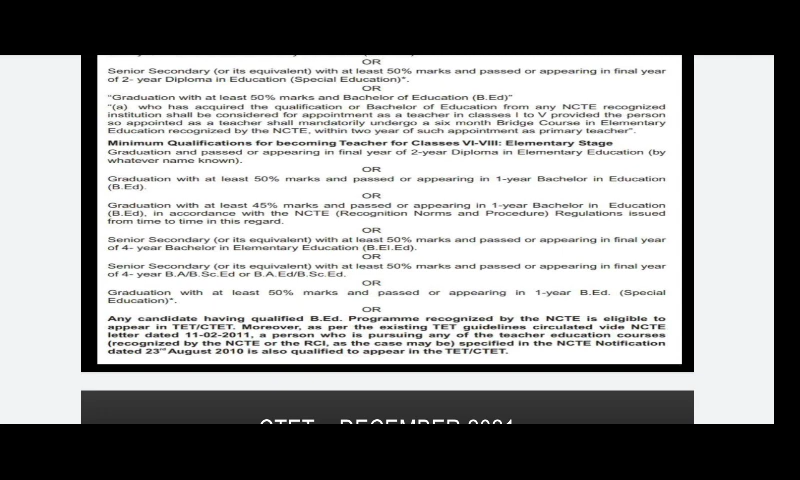 OR
Senior Secondary (or its equivalent) with at least 50% marks and passed or appearing in final year
of 2- year Diploma in Education (Special Education)*.
OR
"Graduation with at least 50% marks and Bachelor of Education (B.Ed)"
"(a) who has acquired the qualification or Bachelor of Education from any NCTE recognized
institution shall be considered for appointment as a teacher in classes I to V provided the person
so appointed as a teacher shall mandatorily undergo a six month Bridge Course in Elementary
Education recognized by the NCTE, within two year of such appointment as primary teacher".
Minimum Qualifications for becoming Teacher for Classes VI-VIII: Elementary Stage
Graduation and passed or appearing in final year of 2-year Diploma in Elementary Education (by
whatever name known).
OR
Graduation with at least 50% marks and passed or appearing in 1-year Bachelor in Education
(B.Ed).
OR
Graduation with at least 45% marks and passed or appearing in 1-year Bachelor in Education
(B.Ed), in accordance with the NCTE (Recognition Norms and Procedure) Regulations issued
from time to time in this regard.
OR
Senior Secondary (or its equivalent) with at least 50% marks and passed or appearing in final year
of 4- year Bachelor in Elementary Education (B.El.Ed).
OR
Senior Secondary (or its equivalent) with at least 50% marks and passed or appearing in final year
of 4- year B.A/B.Sc.Ed or B.A.Ed/B.Sc.Ed.
OR
Graduation with at least 50% marks and passed or appearing in 1-year B.Ed. (Special
Education)*.
OR
Any candidate having qualified B.Ed. Programme recognized by the NCTE is eligible to
appear in TET/CTET. Moreover, as per the existing TET guidelines circulated vide NCTE
letter dated 11-02-2011, a person who is pursuing any of the teacher education courses
(recognized by the NCTE or the RCI, as the case may be) specified in the NCTE Notification
dated 23rd August 2010 is also qualified to appear in the TET/CTET.
CTET – DECEMBER